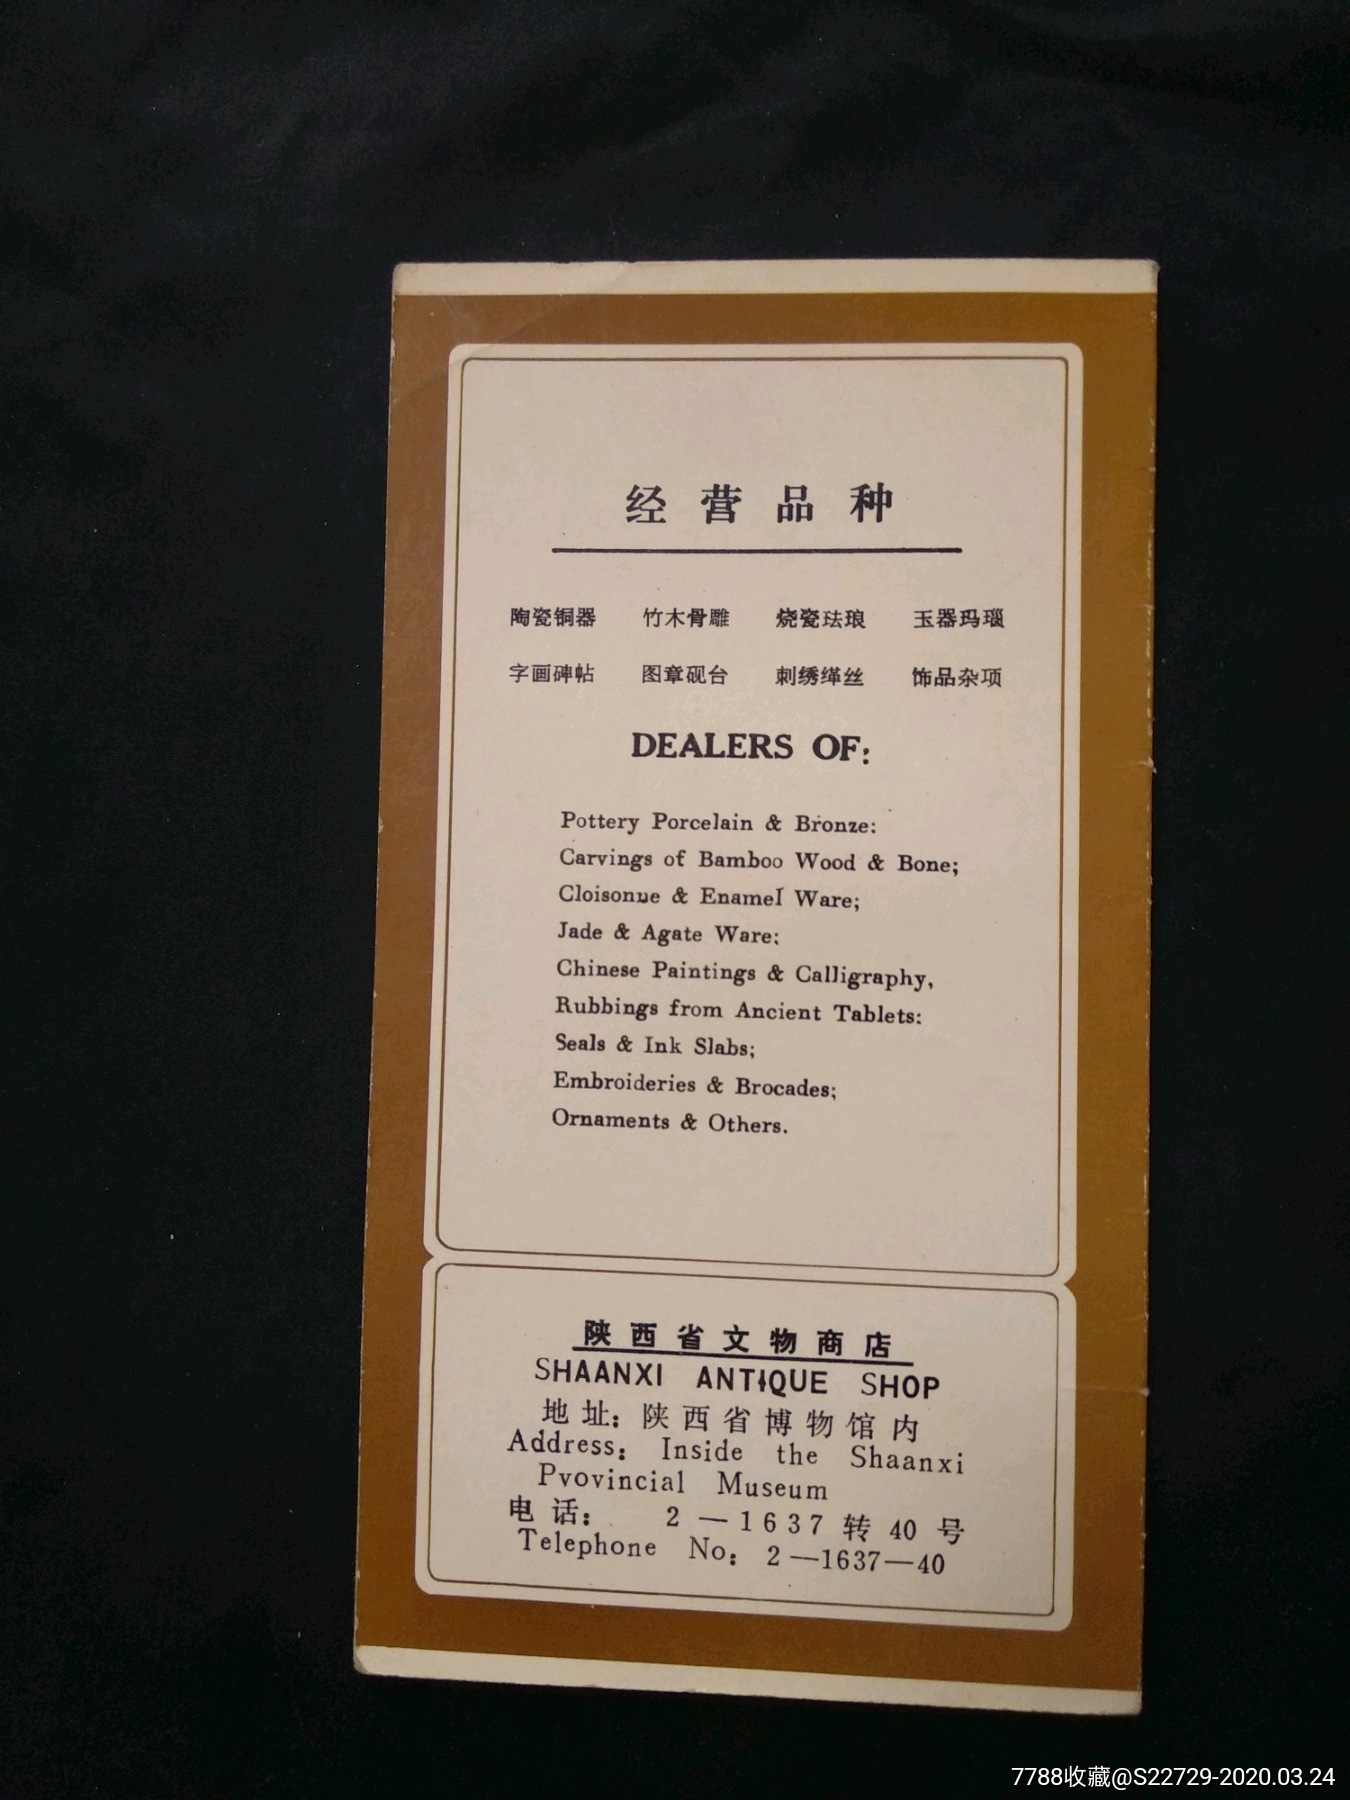 经营品种
陶瓷铜器 竹木骨雕 烧瓷珐琅 玉器玛瑙
字画碑帖 图章砚台 刺绣缂丝 饰品杂项
DEALERS OF:
Pottery Porcelain & Bronze:
Carvings of Bamboo Wood & Bone;
Cloisonue & Enamel Ware;
Jade & Agate Ware;
Chinese Paintings & Calligraphy,
Rubbings from Ancient Tablets:
Seals & Ink Slabs;
Embroideries & Brocades;
Ornaments & Others.
陕西省文物商店
SHAANXI ANTIQUE SHOP
地址：陕西省博物馆内
Address: Inside the Shaanxi
Pvovincial Museum
电话： 2—1637 转 40 号
Telephone No: 2—1637—40
7788收藏@S22729-2020.03.24